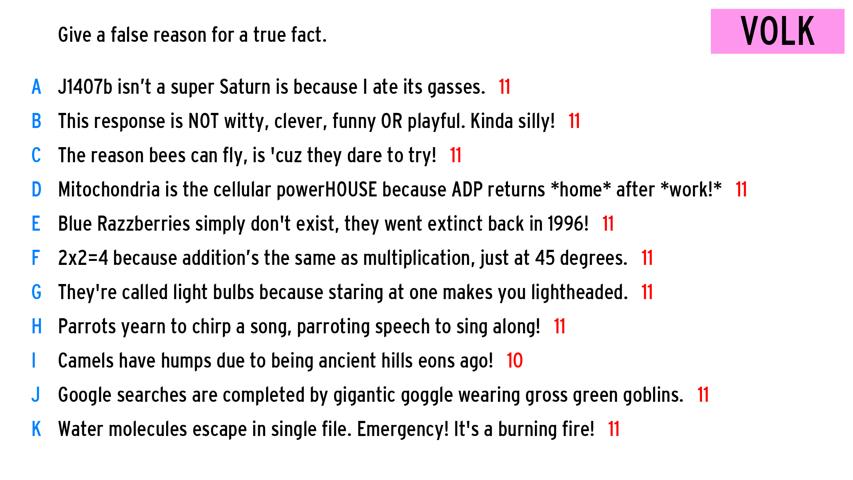 Give a false reason for a true fact.
VOLK
A J1407b isn't a super Saturn is because I ate its gasses. 11
B This response is NOT witty, clever, funny OR playful. Kinda silly! 11
C The reason bees can fly, is 'cuz they dare to try! 11
D Mitochondria is the cellular powerHOUSE because ADP returns *home* after *work!* 11
E Blue Razzberries simply don't exist, they went extinct back in 1996! 11
F 2x2=4 because addition's the same as multiplication, just at 45 degrees. 11
G They're called light bulbs because staring at one makes you lightheaded. 11
H Parrots yearn to chirp a song, parroting speech to sing along! 11
I Camels have humps due to being ancient hills eons ago! 10
J Google searches are completed by gigantic goggle wearing gross green goblins. 11
K Water molecules escape in single file. Emergency! It's a burning fire! 11